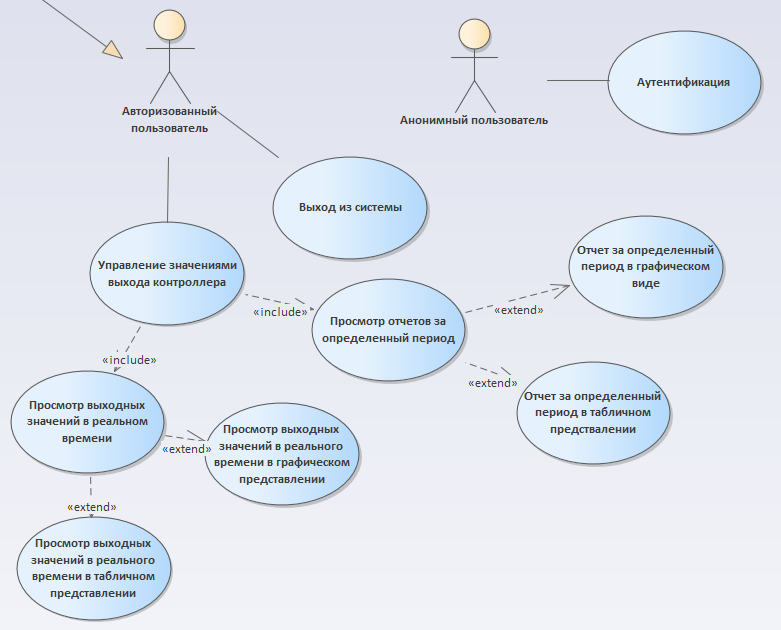 Авторизованный
пользователь
Анонимный пользователь
Аутентификация
Выход из системы
Управление значениями
выхода контроллера
«include»
Просмотр отчетов за
определенный период
«extend»
Отчет за определенный
период в графическом
виде
«extend»
Отчет за определенный
период в табличном
предствалении
«include»
Просмотр выходных
значений в реальном
времени
«extend»
Просмотр выходных
значений в реального
времени в графическом
представлении
«extend»
Просмотр выходных
значений в реального
времени в табличном
представлении